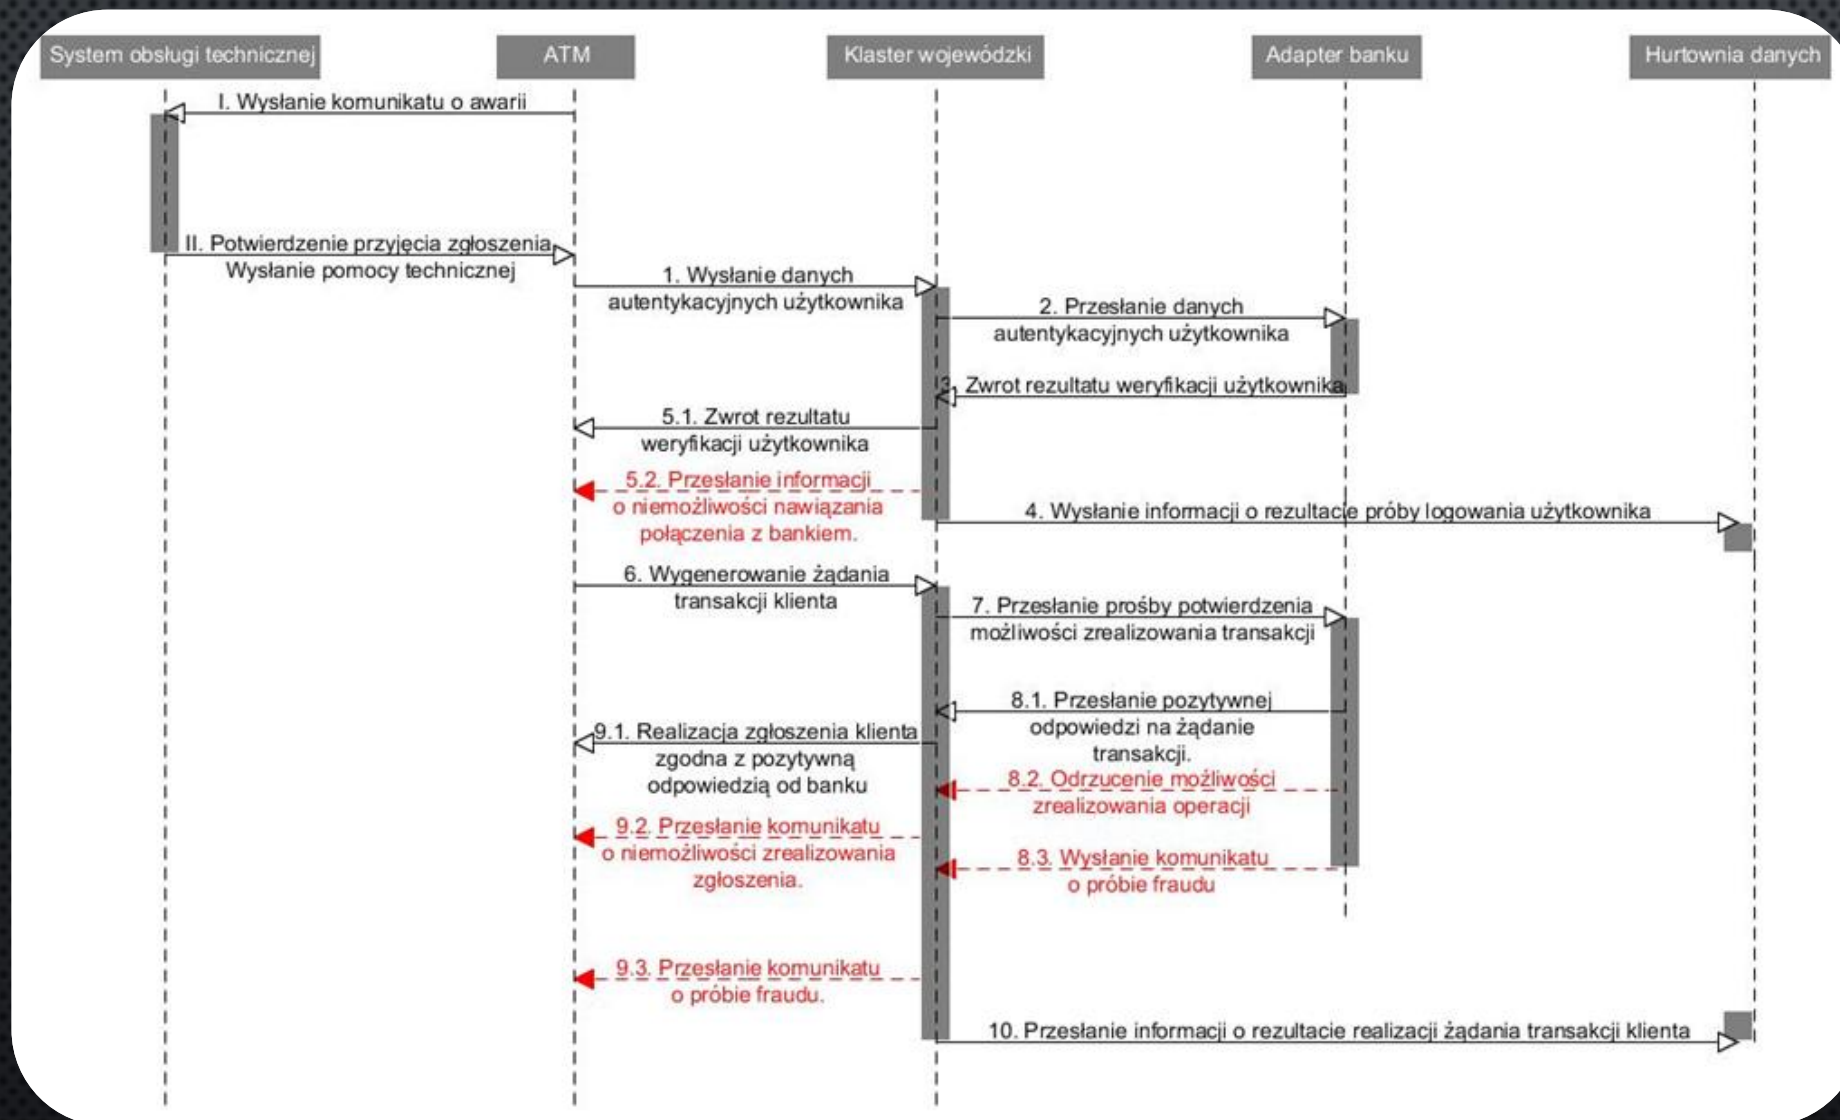 System obsługi technicznej
ATM
Klaster wojewódzki
Adapter banku
Hurtownia danych
I. Wysłanie komunikatu o awarii
II. Potwierdzenie przyjęcia zgłoszenia
Wysłanie pomocy technicznej
1. Wysłanie danych
autentykacyjnych użytkownika
2. Przesłanie danych
autentykacyjnych użytkownika
3. Zwrot rezultatu weryfikacji użytkownika
5.1. Zwrot rezultatu
weryfikacji użytkownika
5.2. Przesłanie informacji
o niemożliwości nawiązania
połączenia z bankiem.
4. Wysłanie informacji o rezultacie próby logowania użytkownika
6. Wygenerowanie żądania
transakcji klienta
7. Przesłanie prośby potwierdzenia
możliwości zrealizowania transakcji
8.1. Przesłanie pozytywnej
odpowiedzi na żądanie
transakcji.
9.1. Realizacja zgłoszenia klienta
zgodna z pozytywną
odpowiedzią od banku
8.2. Odrzucenie możliwości
zrealizowania operacji
9.2. Przesłanie komunikatu
o niemożliwości zrealizowania
zgłoszenia.
8.3. Wysłanie komunikatu
o próbie fraudu
9.3. Przesłanie komunikatu
o próbie fraudu.
10. Przesłanie informacji o rezultacie realizacji żądania transakcji klienta